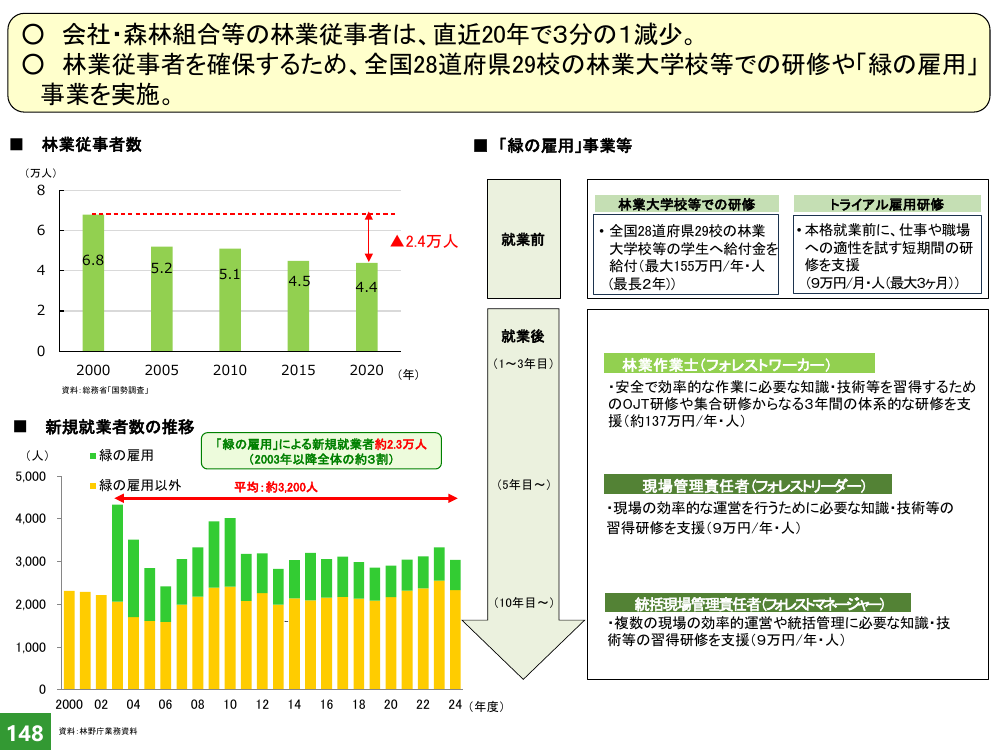 ○　会社・森林組合等の林業従事者は、直近20年で３分の１減少。
○　林業従事者を確保するため、全国28道府県29校の林業大学校等での研修や「緑の雇用」
事業を実施。
■　林業従事者数
（万人）
8
6
4
2
0
6.8
5.2
5.1
4.5
4.4
▲2.4万人
2000
2005
2010
2015
2020
（年）
資料：総務省「国勢調査」
■　新規就業者数の推移
（人）
緑の雇用
緑の雇用以外
「緑の雇用」による新規就業者約2.3万人
（2003年以降全体の約３割）
平均：約3,200人
5,000
4,000
3,000
2,000
1,000
0
2000 02 04 06 08 10 12 14 16 18 20 22 24 （年度）
資料：林野庁業務資料
148
■　「緑の雇用」事業等
就業前
林業大学校等での研修
・全国28道府県29校の林業
大学校等の学生へ給付金を
給付（最大155万円/年・人
（最長２年））
トライアル雇用研修
・本格就業前に、仕事や職場
への適性を試す短期間の研
修を支援
（９万円/月・人（最大３ヶ月））
就業後
（1～3年目）
林業作業士（フォレストワーカー）
・安全で効率的な作業に必要な知識・技術等を習得するため
のOJT研修や集合研修からなる３年間の体系的な研修を支
援（約137万円/年・人）
（5年目～）
現場管理責任者（フォレストリーダー）
・現場の効率的な運営を行うために必要な知識・技術等の
習得研修を支援（９万円/年・人）
（10年目～）
統括現場管理責任者（フォレストマネージャー）
・複数の現場の効率的運営や統括管理に必要な知識・技
術等の習得研修を支援（９万円/年・人）